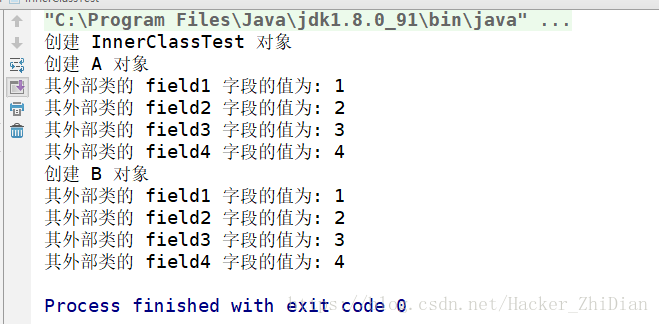 InnerClassTest
"C:\Program Files\Java\jdk1.8.0_91\bin\java" ...
创建 InnerClassTest 对象
创建 A 对象
其外部类的 field1 字段的值为: 1
其外部类的 field2 字段的值为: 2
其外部类的 field3 字段的值为: 3
其外部类的 field4 字段的值为: 4
创建 B 对象
其外部类的 field1 字段的值为: 1
其外部类的 field2 字段的值为: 2
其外部类的 field3 字段的值为: 3
其外部类的 field4 字段的值为: 4
Process finished with exit code 0
https://blog.csdn.net/Hacker_ZhiDian